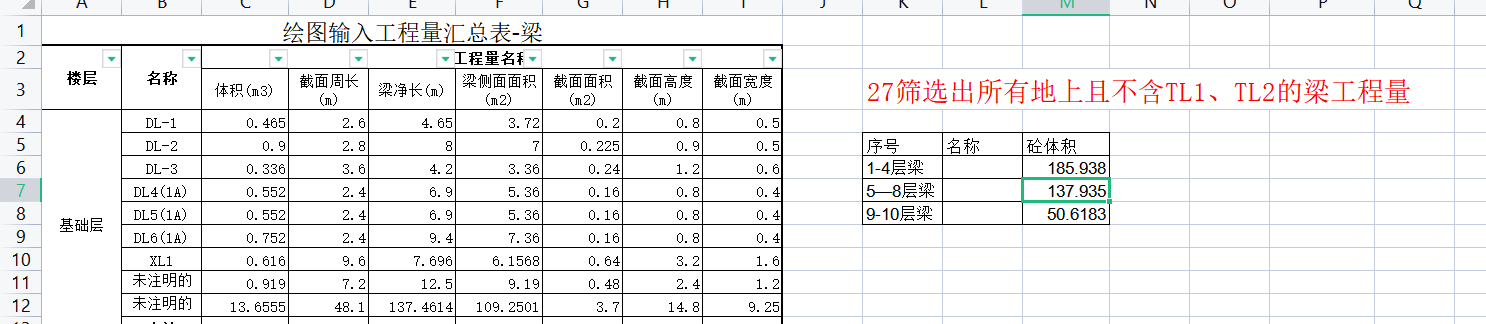 A B C D E F G H I J K L M N O P Q
1 绘图输入工程量汇总表-梁
2 楼层 名称 工程量名称
3 体积(m3) 截面周长(m) 梁净长(m) 梁侧面面积(m2) 截面面积(m2) 截面高度(m) 截面宽度(m)
27筛选出所有地上且不含TL1、TL2的梁工程量
4 基础层 DL-1 0.465 2.6 4.65 3.72 0.2 0.8 0.5
5 DL-2 0.9 2.8 8 7 0.225 0.9 0.5 序号 名称 砼体积
6 DL-3 0.336 3.6 4.2 3.36 0.24 1.2 0.6 1-4层梁 185.938
7 DL4(1A) 0.552 2.4 6.9 5.36 0.16 0.8 0.4 5—8层梁 137.935
8 DL5(1A) 0.552 2.4 6.9 5.36 0.16 0.8 0.4 9-10层梁 50.6183
9 DL6(1A) 0.752 2.4 9.4 7.36 0.16 0.8 0.4
10 XL1 0.616 9.6 7.696 6.1568 0.64 3.2 1.6
11 未注明的 0.919 7.2 12.5 9.19 0.48 2.4 1.2
12 未注明的 13.6555 48.1 137.4614 109.2501 3.7 14.8 9.25